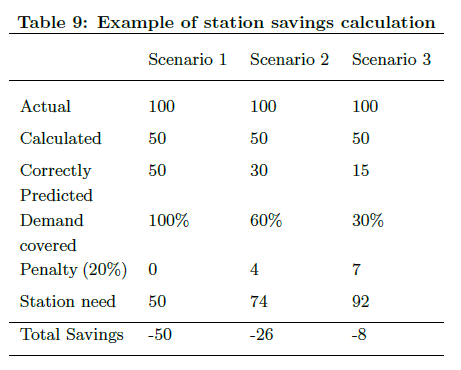 Table 9: Example of station savings calculation
Scenario 1 Scenario 2 Scenario 3
Actual 100 100 100
Calculated 50 50 50
Correctly 50 30 15
Predicted
Demand 100% 60% 30%
covered
Penalty (20%) 0 4 7
Station need 50 74 92
Total Savings -50 -26 -8